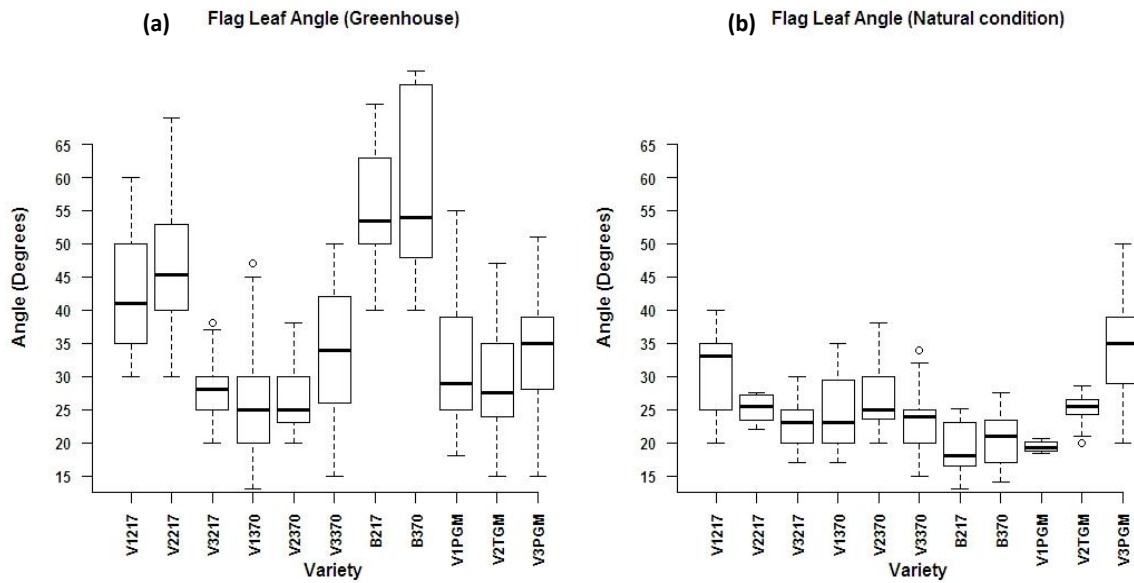 (a) Flag Leaf Angle (Greenhouse)
Angle (Degrees)
65
60
55
50
45
40
35
30
25
20
15
V1217 V2217 V3217 V1370 V2370 V3370 B217 B370 V1PGM V2TGM V3PGM
Variety
(b) Flag Leaf Angle (Natural condition)
Angle (Degrees)
65
60
55
50
45
40
35
30
25
20
15
V1217 V2217 V3217 V1370 V2370 V3370 B217 B370 V1PGM V2TGM V3PGM
Variety